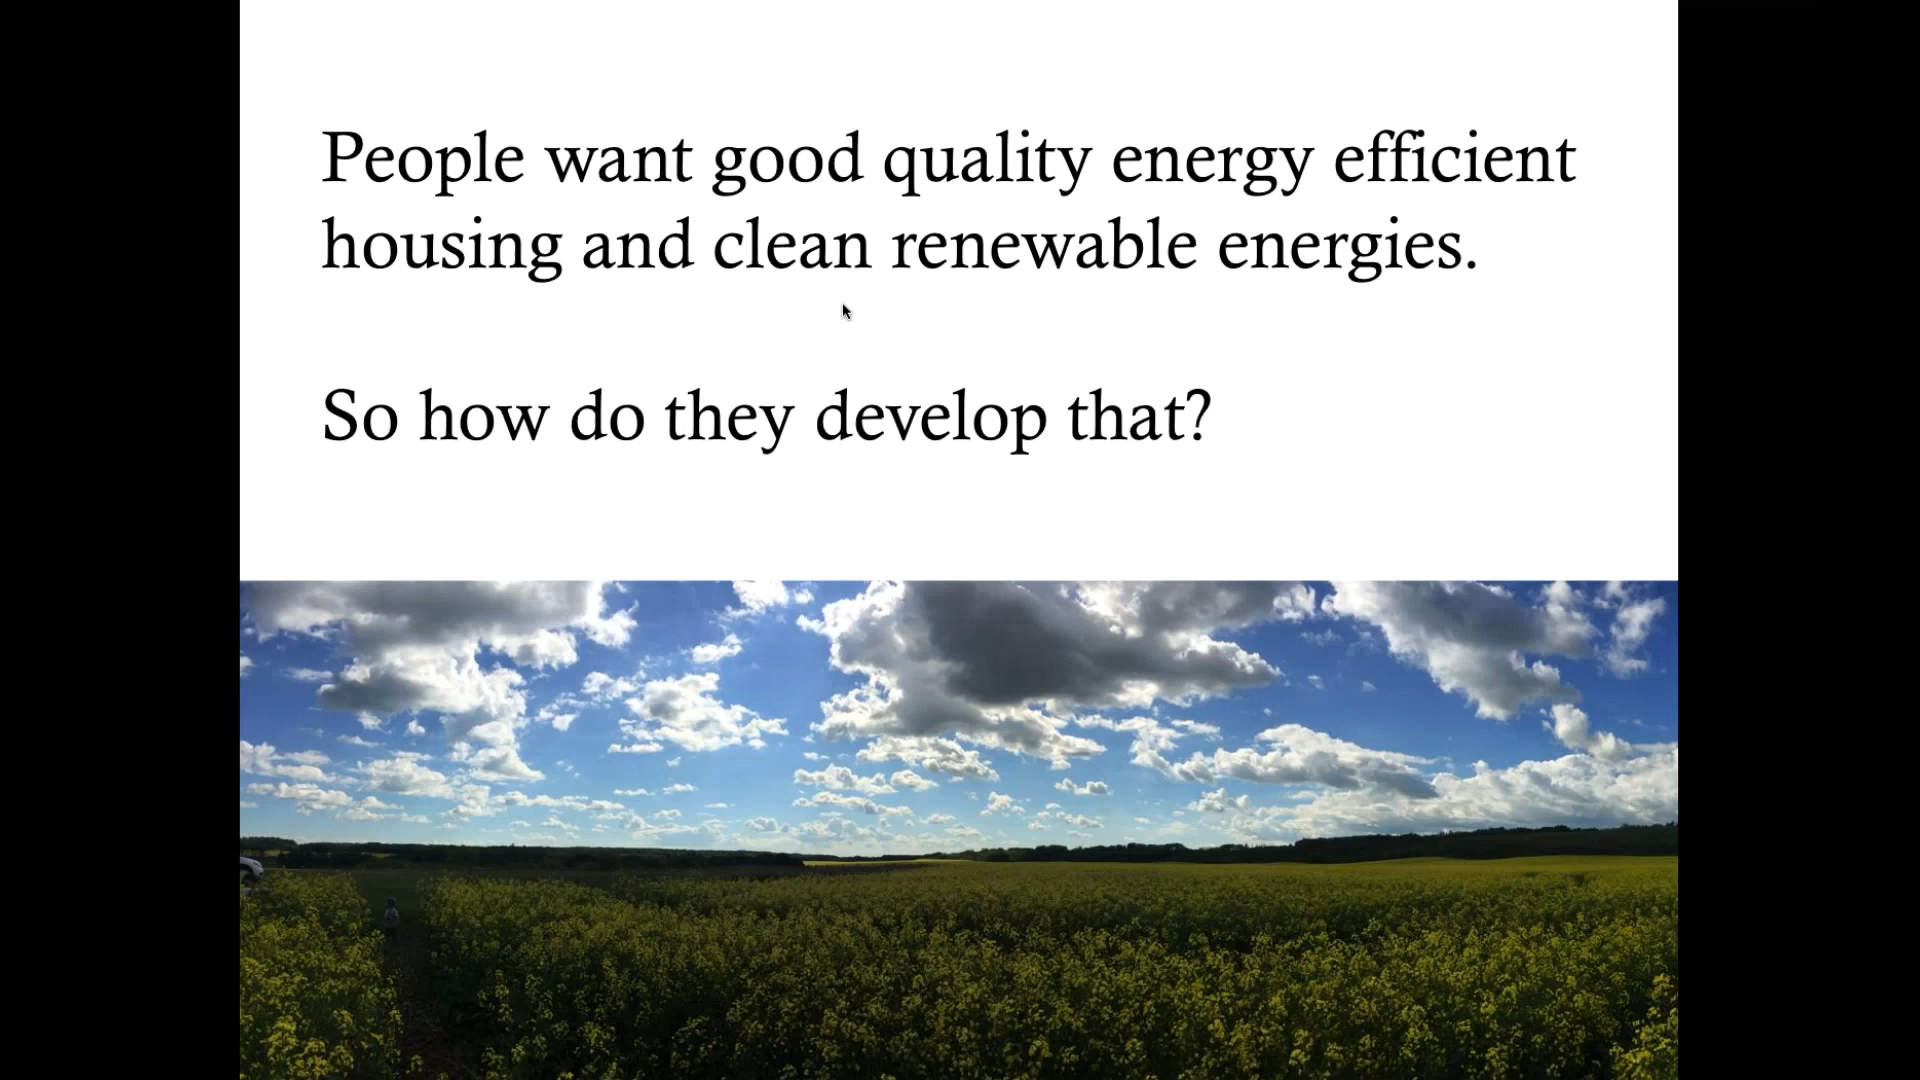 People want good quality energy efficient
housing and clean renewable energies.
So how do they develop that?